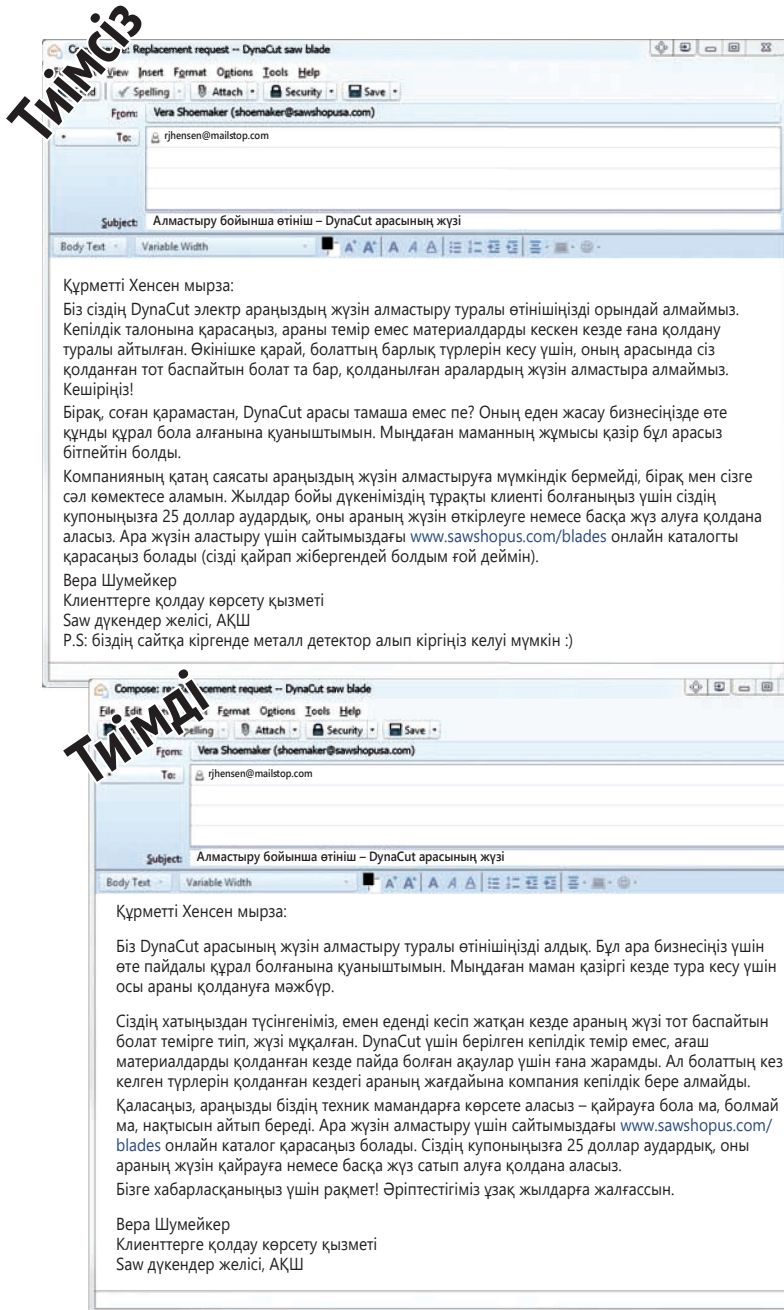 Тиімсіз
Replacement request -- DynaCut saw blade
View Insert Format Options Tools Help
Spelling Attach Security Save
From: Vera Shoemaker (shoemaker@sawshopusa.com)
To: rjhensen@mailstop.com
Subject: Алмастыру бойынша өтініш – DynaCut арасының жүзі
Body Text Variable Width
Құрметті Хенсен мырза:
Біз сіздің DynaCut электр араңыздың жүзін алмастыру туралы өтінішіңізді орындай алмаймыз.
Кепілдік талонына қарасаңыз, араны темір емес материалдарды кескен кезде ғана қолдану
туралы айтылған. Өкінішке қарай, болаттың барлық түрлерін кесу үшін, оның арасында сіз
қолданған тот баспайтын болат та бар, қолданылған аралардың жүзін алмастыра алмаймыз.
Кешіріңіз!
Бірақ, соған қарамастан, DynaCut арасы тамаша емес пе? Оның еден жасау бизнесіңізде өте
құнды құрал бола алғанына қуаныштымын. Мыңдаған маманның жұмысы қазір бұл арасыз
бітпейтін болды.
Компанияның қатаң саясаты араңыздың жүзін алмастыруға мүмкіндік бермейді, бірақ мен сізге
сәл көмектесе аламын. Жылдар бойы дүкеніміздің тұрақты клиенті болғаныңыз үшін сіздің
купоныңызға 25 доллар аудардық, оны араның жүзін өткірлеуге немесе басқа жүз алуға қолдана
аласыз. Ара жүзін аластыру үшін сайтымыздағы www.sawshopus.com/blades онлайн каталогты
қарасаңыз болады (сізді қайрап жібергендей болдым ғой деймін).
Вера Шумейкер
Клиенттерге қолдау көрсету қызметі
Saw дүкендер желісі, АҚШ
P.S: біздің сайтқа кіргенде металл детектор алып кіргіңіз келуі мүмкін :)
Тиімді
Compose: replacement request -- DynaCut saw blade
File Edit Format Options Tools Help
Spelling Attach Security Save
From: Vera Shoemaker (shoemaker@sawshopusa.com)
To: rjhensen@mailstop.com
Subject: Алмастыру бойынша өтініш – DynaCut арасының жүзі
Body Text Variable Width
Құрметті Хенсен мырза:
Біз DynaCut арасының жүзін алмастыру туралы өтінішіңізді алдық. Бұл ара бизнесіңіз үшін
өте пайдалы құрал болғанына қуаныштымын. Мыңдаған маман қазіргі кезде тура кесу үшін
осы араны қолдануға мәжбүр.
Сіздің хатыңыздан түсінгеніміз, емен еденді кесіп жатқан кезде араның жүзі тот баспайтын
болат темірге тиіп, жүзі мұқалған. DynaCut үшін берілген кепілдік темір емес, ағаш
материалдарды қолданған кезде пайда болған ақаулар үшін ғана жарамды. Ал болаттың кез
келген түрлерін қолданған кездегі араның жағдайына компания кепілдік бере алмайды.
Қаласаңыз, араңызды біздің техник мамандарға көрсете аласыз – қайрауға бола ма, болмай
ма, нақтысын айтып береді. Ара жүзін алмастыру үшін сайтымыздағы www.sawshopus.com/
blades онлайн каталог қарасаңыз болады. Сіздің купоныңызға 25 доллар аудардық, оны
араның жүзін қайрауға немесе басқа жүз сатып алуға қолдана аласыз.
Бізге хабарласқаныңыз үшін рақмет! Әріптестігіміз ұзақ жылдарға жалғассын.
Вера Шумейкер
Клиенттерге қолдау көрсету қызметі
Saw дүкендер желісі, АҚШ